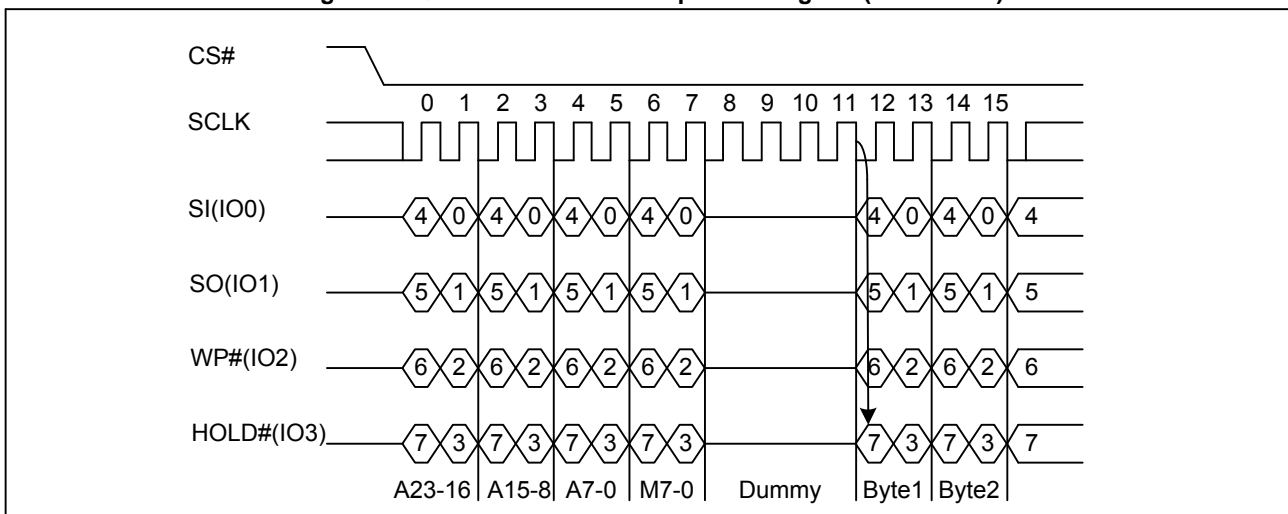 CS#
0 1 2 3 4 5 6 7 8 9 10 11 12 13 14 15
SCLK
SI(IO0) 4 0 4 0 4 0 4 0 4 0 4 0 4
SO(IO1) 5 1 5 1 5 1 5 1 5 1 5 1 5
WP#(IO2) 6 2 6 2 6 2 6 2 6 2 6 2 6
HOLD#(IO3) 7 3 7 3 7 3 7 3 7 3 7 3 7
A23-16 A15-8 A7-0 M7-0 Dummy Byte1 Byte2